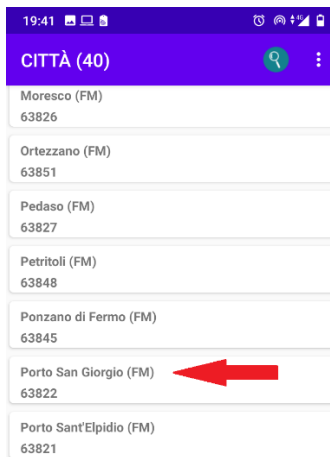 19:41
4G
CITTÀ (40)
Moresco (FM)
63826
Ortezzano (FM)
63851
Pedaso (FM)
63827
Petritoli (FM)
63848
Ponzano di Fermo (FM)
63845
Porto San Giorgio (FM)
63822
Porto Sant'Elpidio (FM)
63821